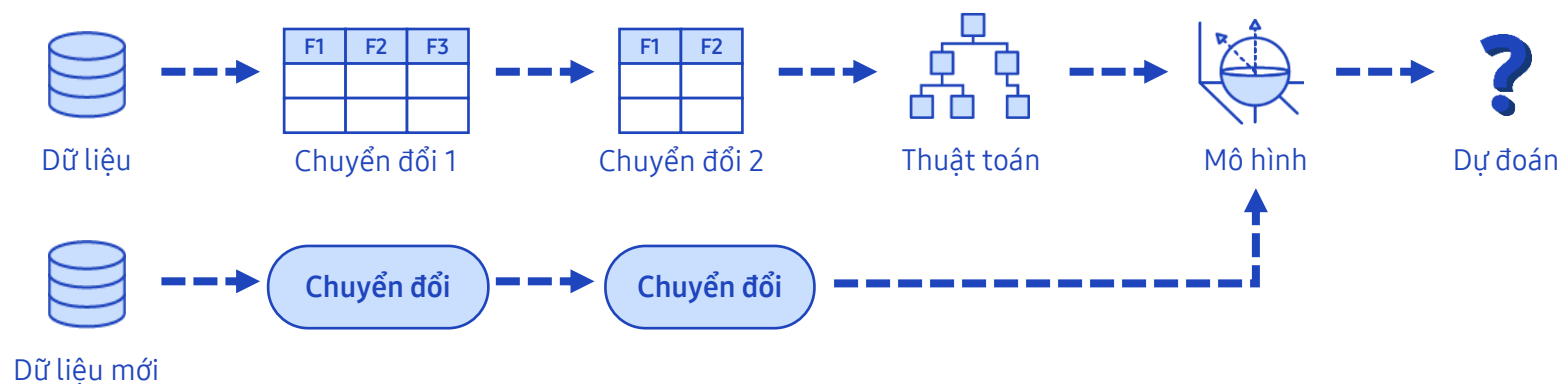 F1 F2 F3
F1 F2
Dữ liệu
Chuyển đổi 1
Chuyển đổi 2
Thuật toán
Mô hình
Dự đoán
Chuyển đổi
Chuyển đổi
Dữ liệu mới